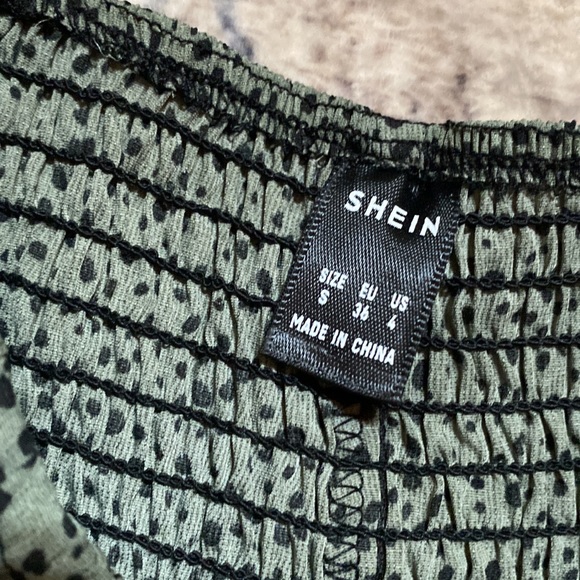 SHEIN
SIZE EU US
S 36 4
MADE IN CHINA